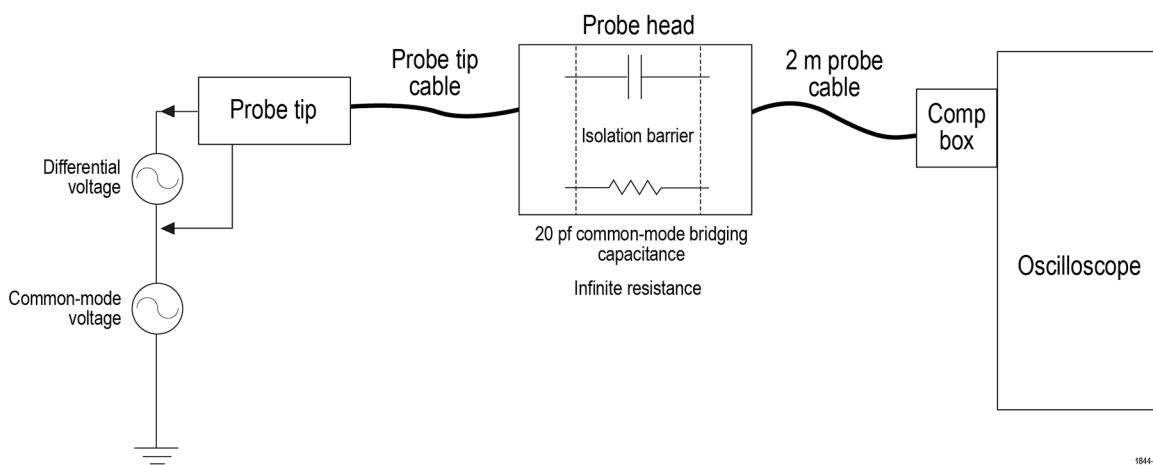 Probe head
Probe tip
cable
2 m probe
cable
Probe tip
Comp
box
Isolation barrier
Differential
voltage
20 pf common-mode bridging
capacitance
Infinite resistance
Oscilloscope
Common-mode
voltage
1844-